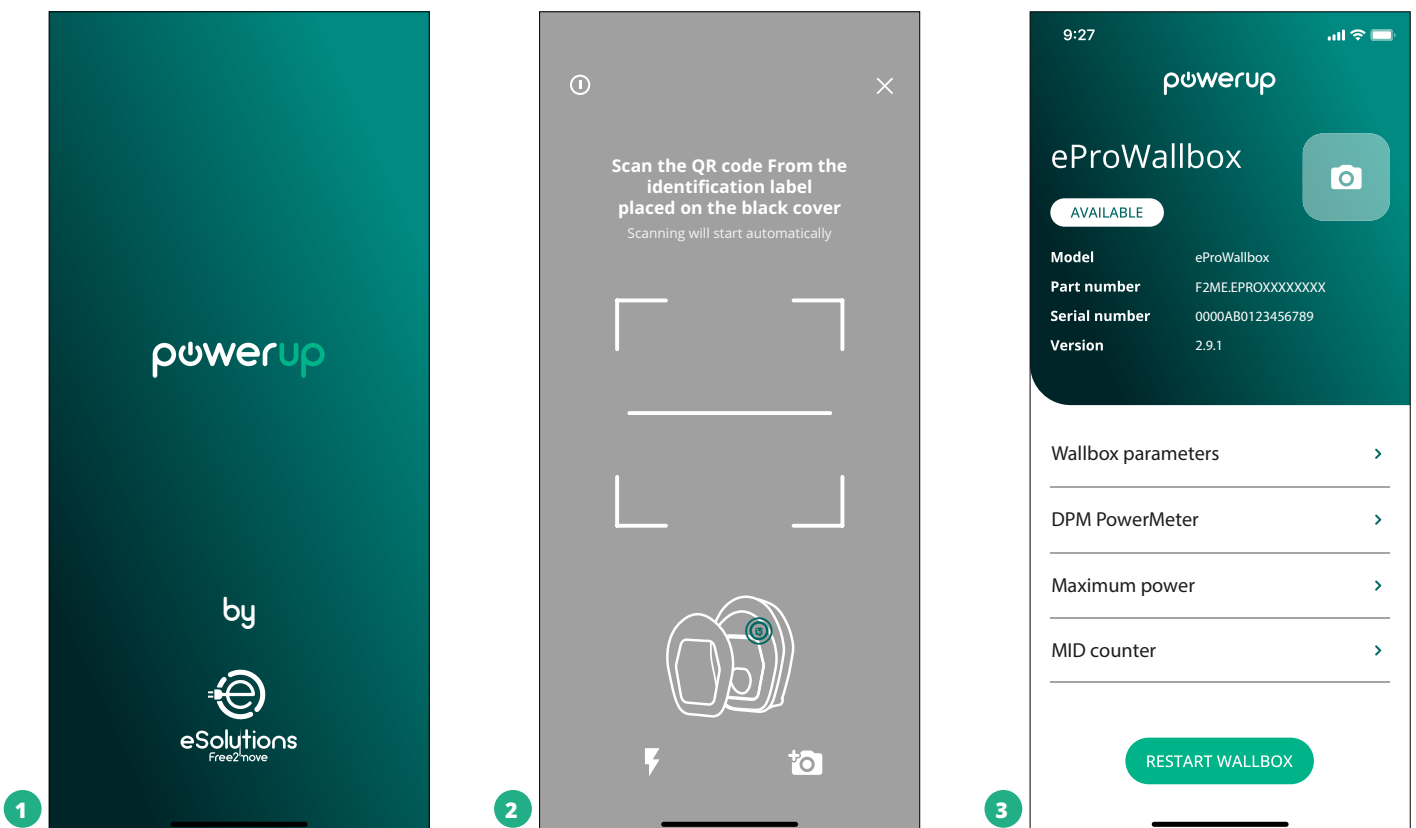 powerup
by
eSolutions
Free2move
1
Scan the QR code From the
identification label
placed on the black cover
Scanning will start automatically
2
9:27
powerup
eProWallbox
AVAILABLE
Model eProWallbox
Part number F2ME.EPROXXXXXXXX
Serial number 0000AB0123456789
Version 2.9.1
Wallbox parameters
DPM PowerMeter
Maximum power
MID counter
RESTART WALLBOX
3